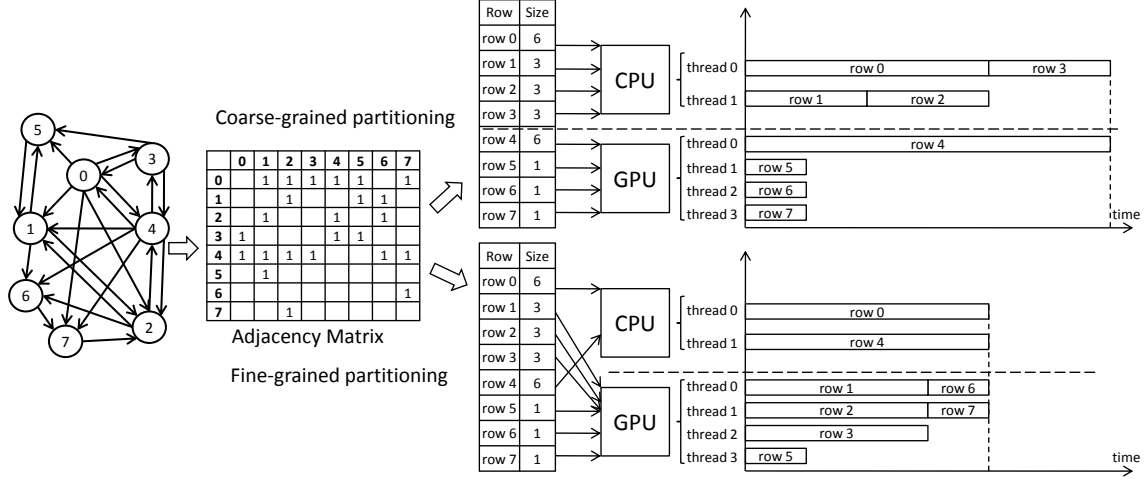 5
3
0
1
4
6
2
7
Coarse-grained partitioning
0 1 2 3 4 5 6 7
0 1 1 1 1 1 1
1 1 1 1
2 1 1 1
3 1 1 1
4 1 1 1 1 1 1
5 1
6 1
7 1
Adjacency Matrix
Fine-grained partitioning
Row Size
row 0 6
row 1 3
row 2 3
row 3 3
row 4 6
row 5 1
row 6 1
row 7 1
CPU
GPU
thread 0 row 0 row 3
thread 1 row 1 row 2
thread 0 row 4
thread 1 row 5
thread 2 row 6
thread 3 row 7
time
Row Size
row 0 6
row 1 3
row 2 3
row 3 3
row 4 6
row 5 1
row 6 1
row 7 1
CPU
GPU
thread 0 row 0
thread 1 row 4
thread 0 row 1 row 6
thread 1 row 2 row 7
thread 2 row 3
thread 3 row 5
time